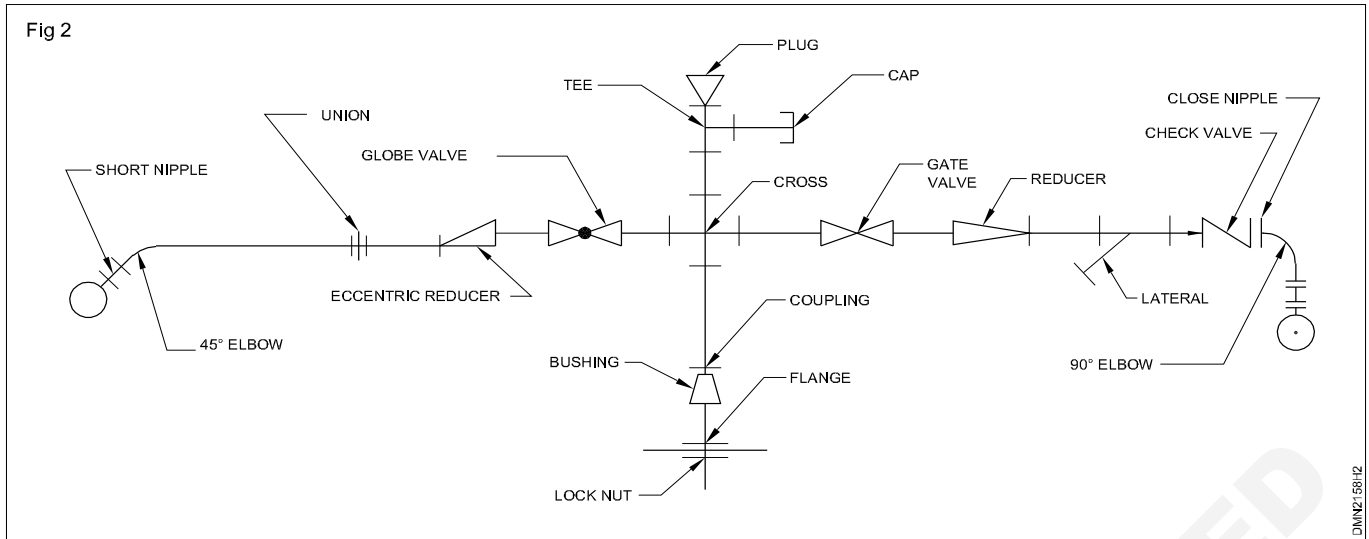 Fig 2
PLUG
TEE
CAP
CLOSE NIPPLE
UNION
CHECK VALVE
GLOBE VALVE
GATE
VALVE
REDUCER
SHORT NIPPLE
CROSS
ECCENTRIC REDUCER
COUPLING
LATERAL
45° ELBOW
BUSHING
FLANGE
90° ELBOW
LOCK NUT
DMN2158H2
ED